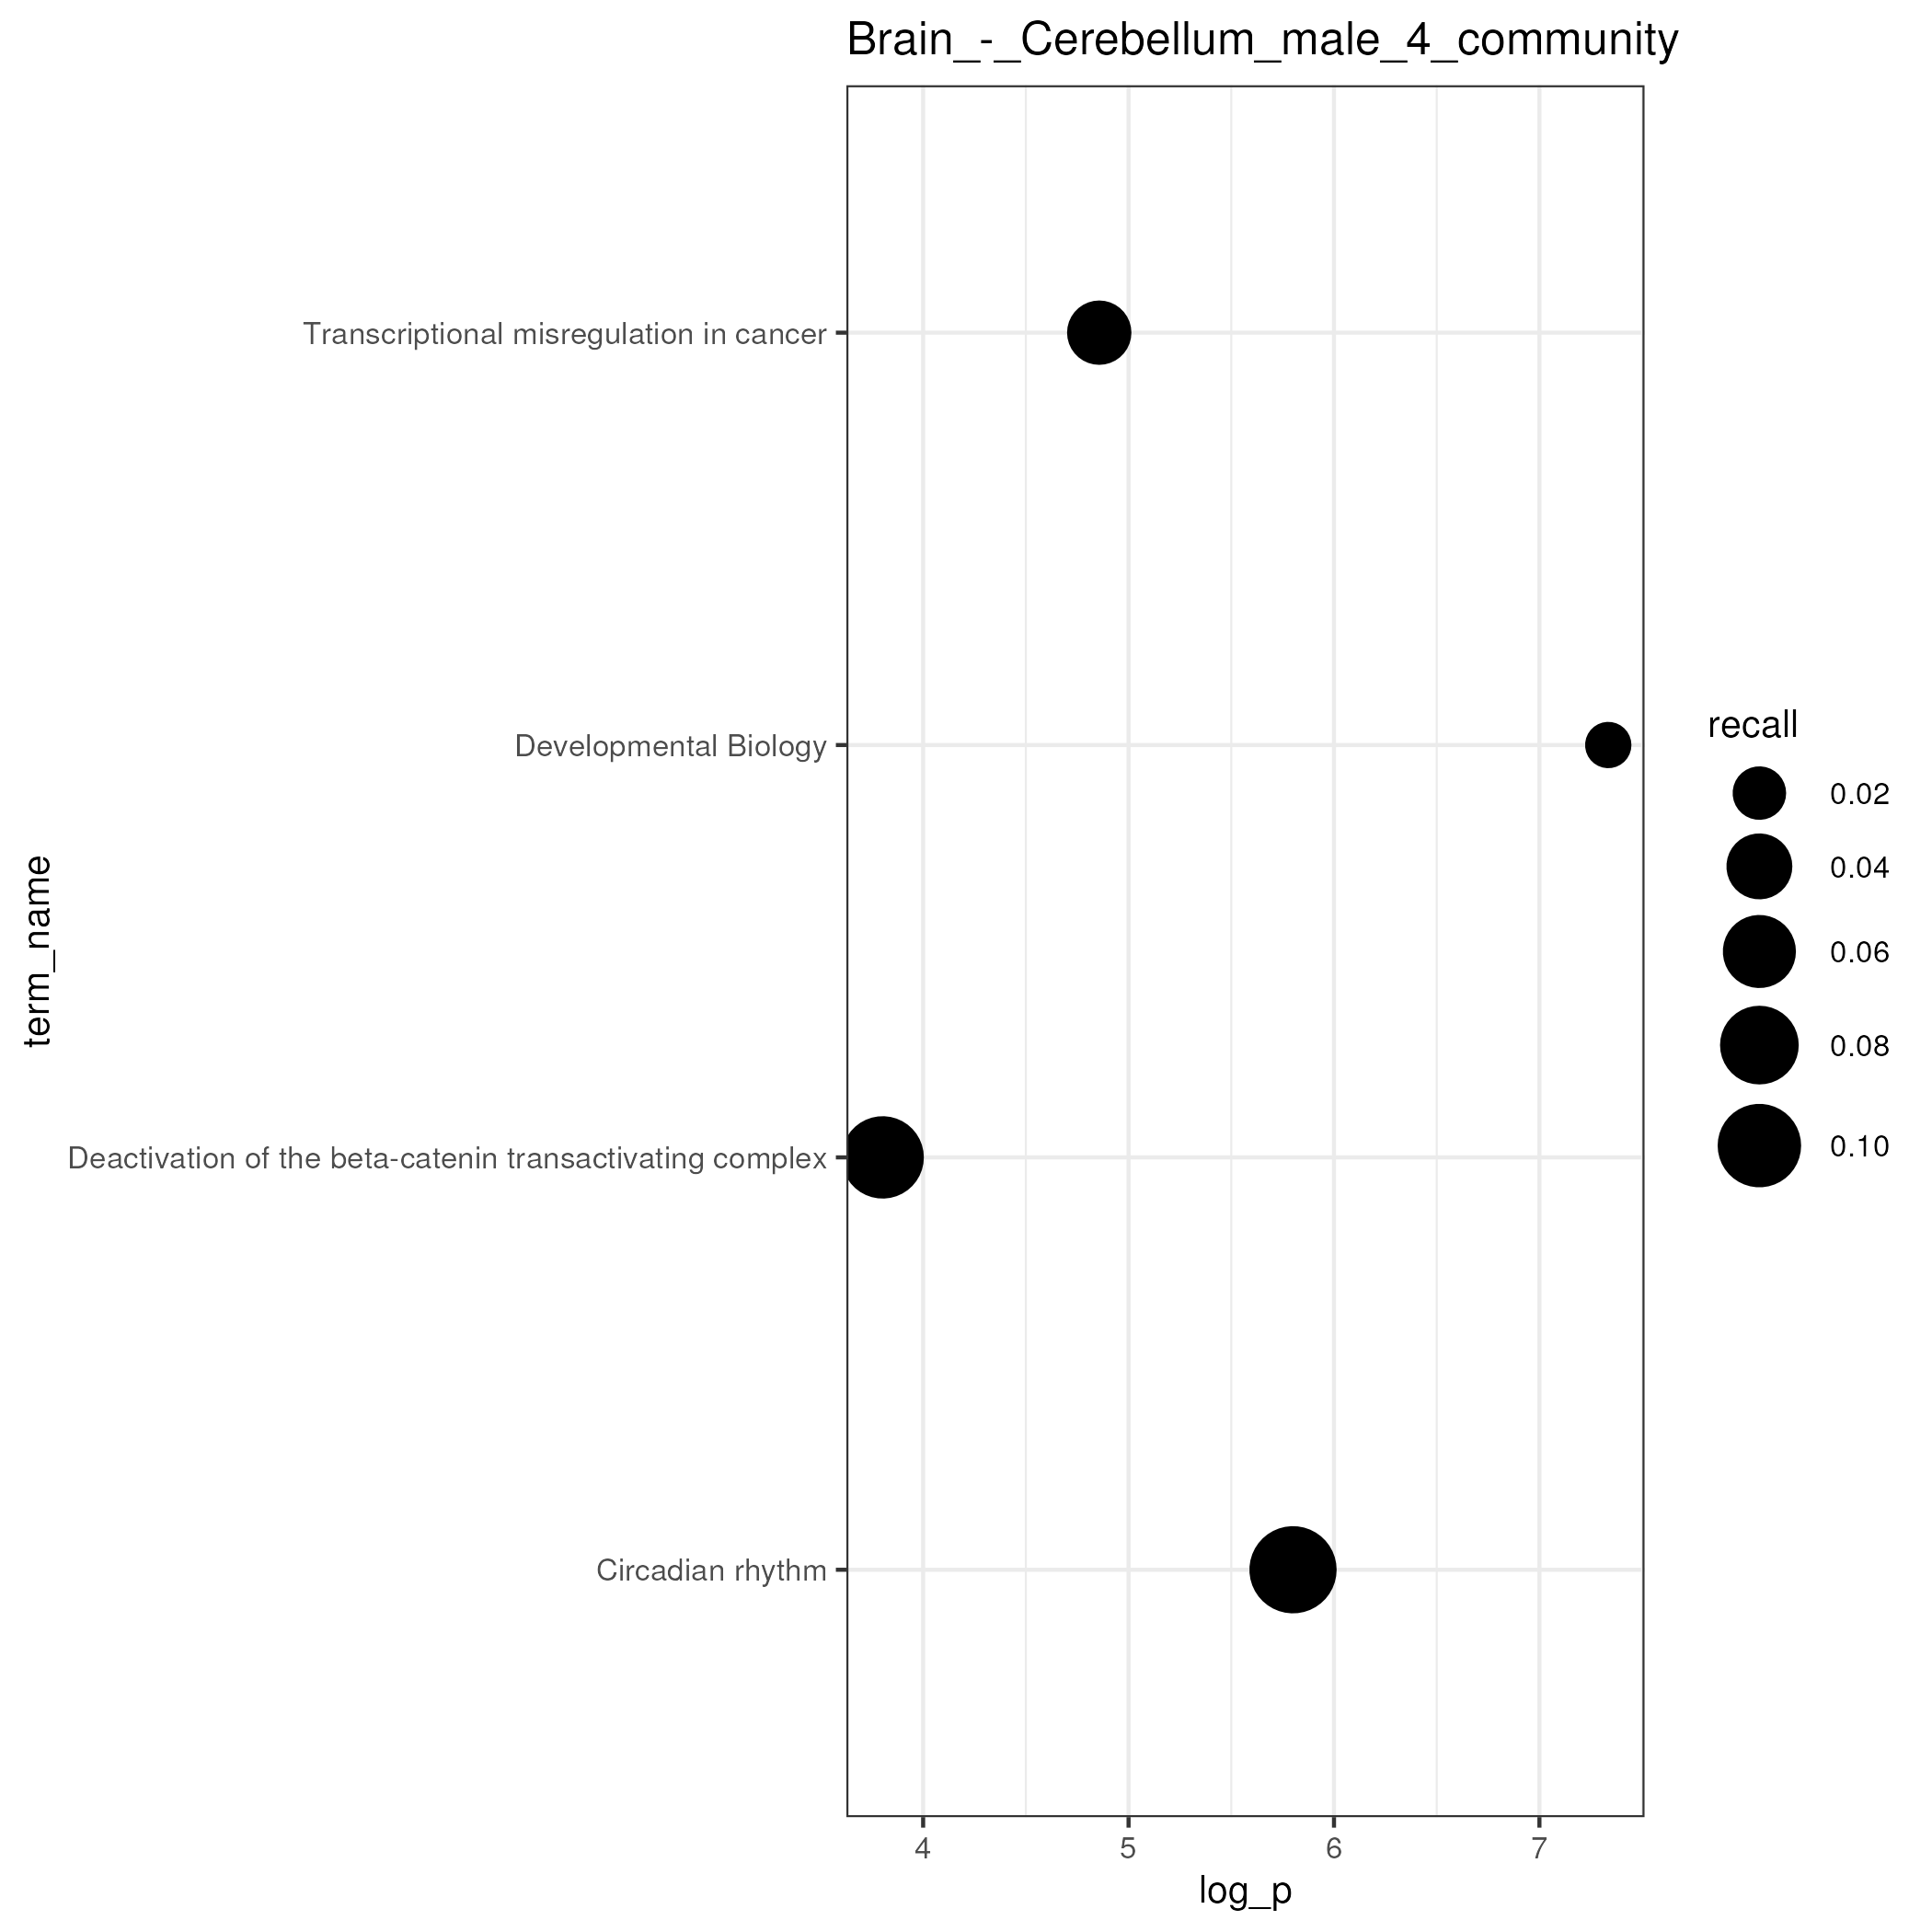 Brain_-_Cerebellum_male_4_community
Transcriptional misregulation in cancer
Developmental Biology
Deactivation of the beta-catenin transactivating complex
Circadian rhythm
term_name
4
5
6
7
log_p
recall
0.02
0.04
0.06
0.08
0.10